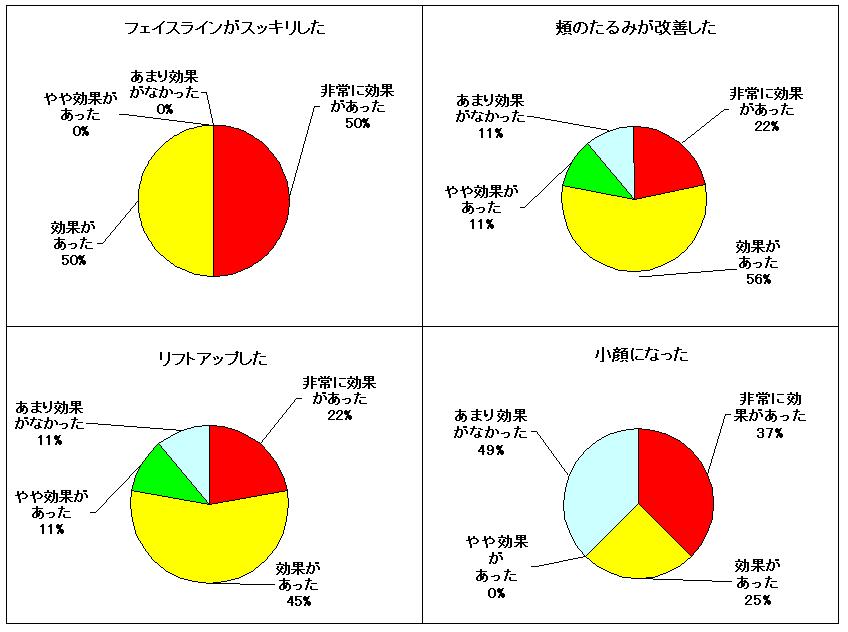 フェイスラインがスッキリした
あまり効果
がなかった
0%
やや効果が
あった
0%
非常に効果
があった
50%
効果が
あった
50%
頬のたるみが改善した
あまり効果
がなかった
11%
非常に効果
があった
22%
やや効果が
あった
11%
効果が
あった
56%
リフトアップした
非常に効果
があった
22%
あまり効果
がなかった
11%
やや効果が
あった
11%
効果が
あった
45%
小顔になった
非常に効
果があった
37%
あまり効果
がなかった
49%
やや効果
が
あった
0%
効果が
あった
25%